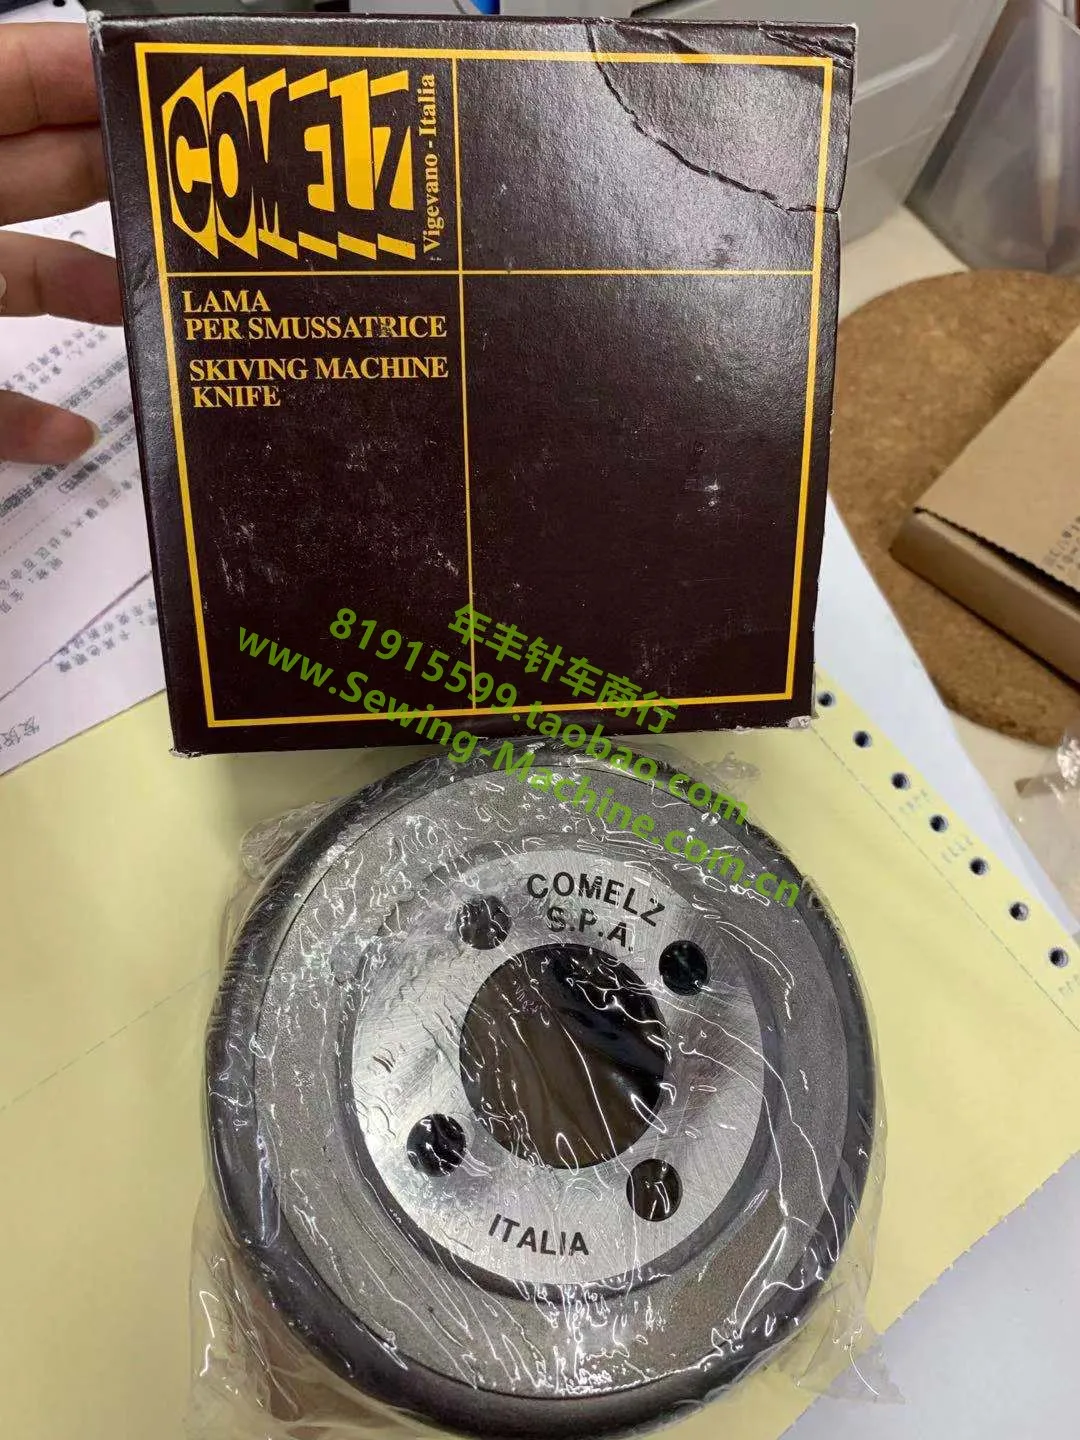 COMELZ
Vigevano - Italia
LAMA
PER SMUSSATRICE
SKIVING MACHINE
KNIFE
年丰针车商行
81915599.taobao.com
www.Sewing-Machine.com.cn
COMELZ
S.P.A.
ITALIA